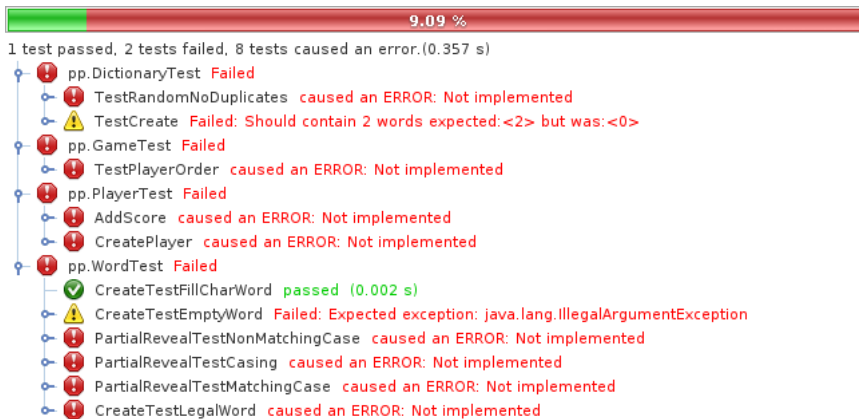 9.09 %
1 test passed, 2 tests failed, 8 tests caused an error.(0.357 s)
pp.DictionaryTest Failed
TestRandomNoDuplicates caused an ERROR: Not implemented
TestCreate Failed: Should contain 2 words expected:<2> but was:<0>
pp.GameTest Failed
TestPlayerOrder caused an ERROR: Not implemented
pp.PlayerTest Failed
AddScore caused an ERROR: Not implemented
CreatePlayer caused an ERROR: Not implemented
pp.WordTest Failed
CreateTestFillCharWord passed (0.002 s)
CreateTestEmptyWord Failed: Expected exception: java.lang.IllegalArgumentException
PartialRevealTestNonMatchingCase caused an ERROR: Not implemented
PartialRevealTestCasing caused an ERROR: Not implemented
PartialRevealTestMatchingCase caused an ERROR: Not implemented
CreateTestLegalWord caused an ERROR: Not implemented